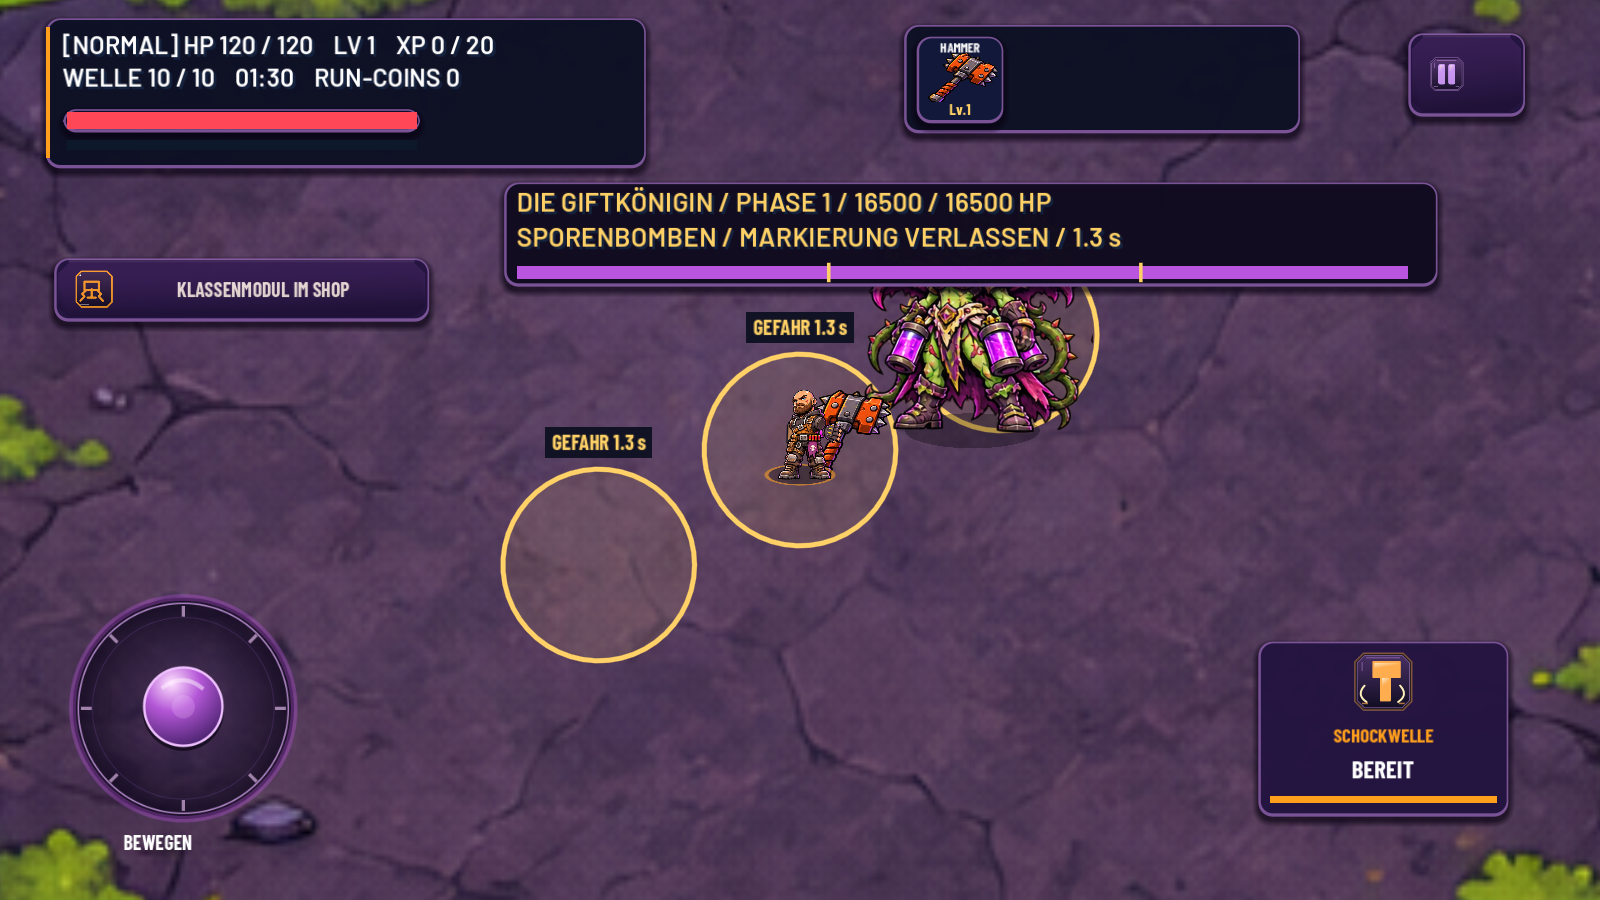 [NORMAL] HP 120 / 120 LV 1 XP 0 / 20
WELLE 10 / 10 01:30 RUN-COINS 0
HAMMER
Lv.1
DIE GIFTKÖNIGIN / PHASE 1 / 16500 / 16500 HP
SPORENBOMBEN / MARKIERUNG VERLASSEN / 1.3 s
KLASSENMODUL IM SHOP
GEFAHR 1.3 s
GEFAHR 1.3 s
SCHOCKWELLE
BEREIT
BEWEGEN